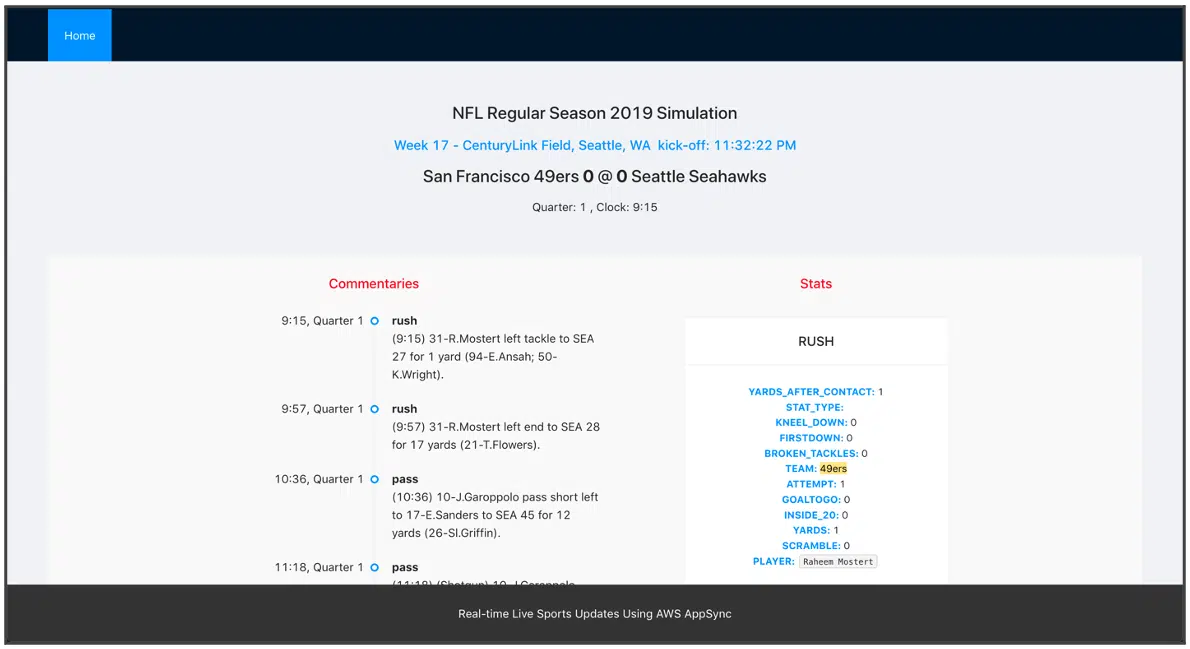 Home
NFL Regular Season 2019 Simulation
Week 17 - CenturyLink Field, Seattle, WA kick-off: 11:32:22 PM
San Francisco 49ers 0 @ 0 Seattle Seahawks
Quarter: 1 , Clock: 9:15
Commentaries
9:15, Quarter 1
rush
(9:15) 31-R.Mostert left tackle to SEA
27 for 1 yard (94-E.Ansah; 50-
K.Wright).
9:57, Quarter 1
rush
(9:57) 31-R.Mostert left end to SEA 28
for 17 yards (21-T.Flowers).
10:36, Quarter 1
pass
(10:36) 10-J.Garoppolo pass short left
to 17-E.Sanders to SEA 45 for 12
yards (26-Sl.Griffin).
11:18, Quarter 1
pass
(11:18) (Shotgun) 10-J.Garoppolo
Stats
RUSH
YARDS_AFTER_CONTACT: 1
STAT_TYPE:
KNEEL_DOWN: 0
FIRSTDOWN: 0
BROKEN_TACKLES: 0
TEAM: 49ers
ATTEMPT: 1
GOALTOGO: 0
INSIDE_20: 0
YARDS: 1
SCRAMBLE: 0
PLAYER: Raheem Mostert
Real-time Live Sports Updates Using AWS AppSync